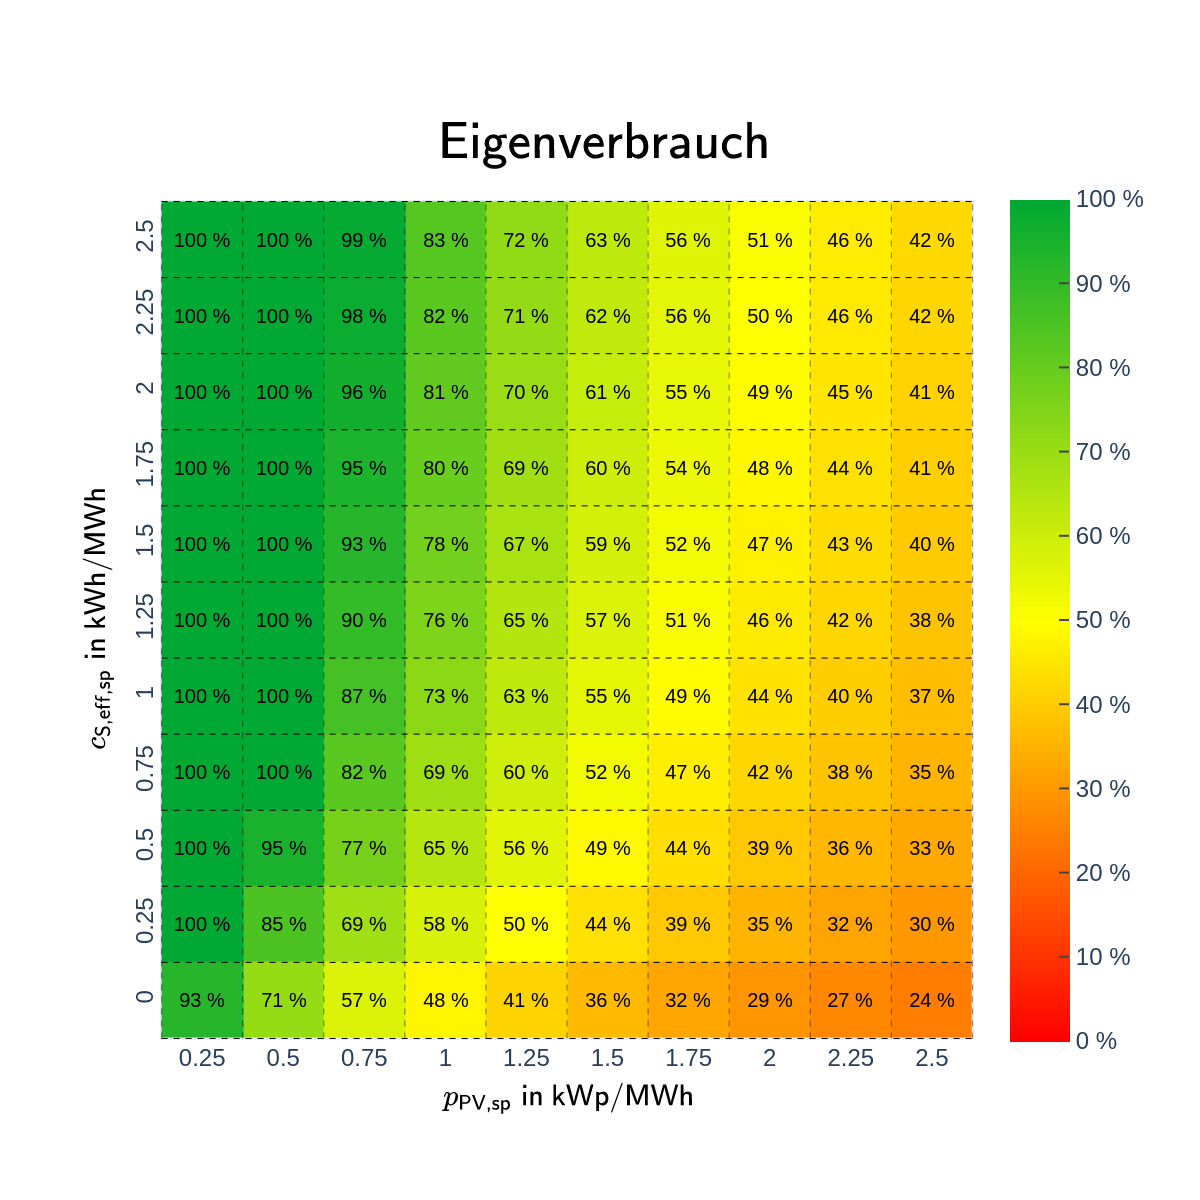 Eigenverbrauch
2.5 100 % 100 % 99 % 83 % 72 % 63 % 56 % 51 % 46 % 42 %
2.25 100 % 100 % 98 % 82 % 71 % 62 % 56 % 50 % 46 % 42 %
2 100 % 100 % 96 % 81 % 70 % 61 % 55 % 49 % 45 % 41 %
1.75 100 % 100 % 95 % 80 % 69 % 60 % 54 % 48 % 44 % 41 %
1.5 100 % 100 % 93 % 78 % 67 % 59 % 52 % 47 % 43 % 40 %
1.25 100 % 100 % 90 % 76 % 65 % 57 % 51 % 46 % 42 % 38 %
1 100 % 100 % 87 % 73 % 63 % 55 % 49 % 44 % 40 % 37 %
0.75 100 % 100 % 82 % 69 % 60 % 52 % 47 % 42 % 38 % 35 %
0.5 100 % 95 % 77 % 65 % 56 % 49 % 44 % 39 % 36 % 33 %
0.25 100 % 85 % 69 % 58 % 50 % 44 % 39 % 35 % 32 % 30 %
0 93 % 71 % 57 % 48 % 41 % 36 % 32 % 29 % 27 % 24 %
0.25 0.5 0.75 1 1.25 1.5 1.75 2 2.25 2.5
pPV,sp in kWp/MWh
cS,eff,sp in kWh/MWh
100 %
90 %
80 %
70 %
60 %
50 %
40 %
30 %
20 %
10 %
0 %